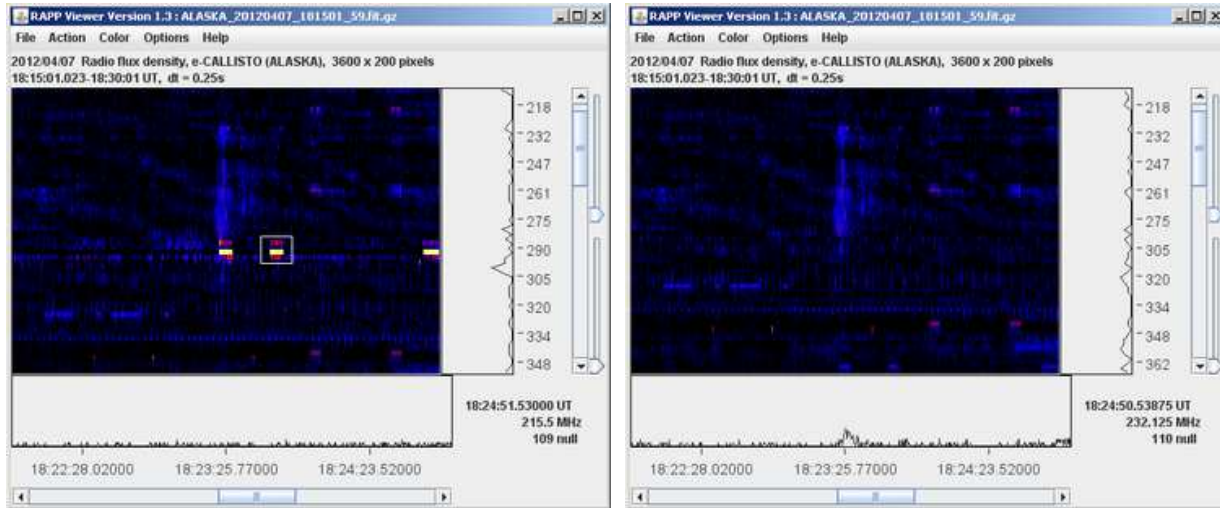 RAPP Viewer Version 1.3 : ALASKA_20120407_181501_59.fit.gz
File Action Color Options Help
2012/04/07 Radio flux density, e-CALLISTO (ALASKA), 3600 x 200 pixels
18:15:01.023-18:30:01 UT, dt = 0.25s
218
232
247
261
275
290
305
320
334
348
18:24:51.53000 UT
215.5 MHz
109 null
18:22:28.02000 18:23:25.77000 18:24:23.52000
RAPP Viewer Version 1.3 : ALASKA_20120407_181501_59.fit.gz
File Action Color Options Help
2012/04/07 Radio flux density, e-CALLISTO (ALASKA), 3600 x 200 pixels
18:15:01.023-18:30:01 UT, dt = 0.25s
218
232
247
261
275
305
320
334
348
362
18:24:50.53875 UT
232.125 MHz
110 null
18:22:28.02000 18:23:25.77000 18:24:23.52000